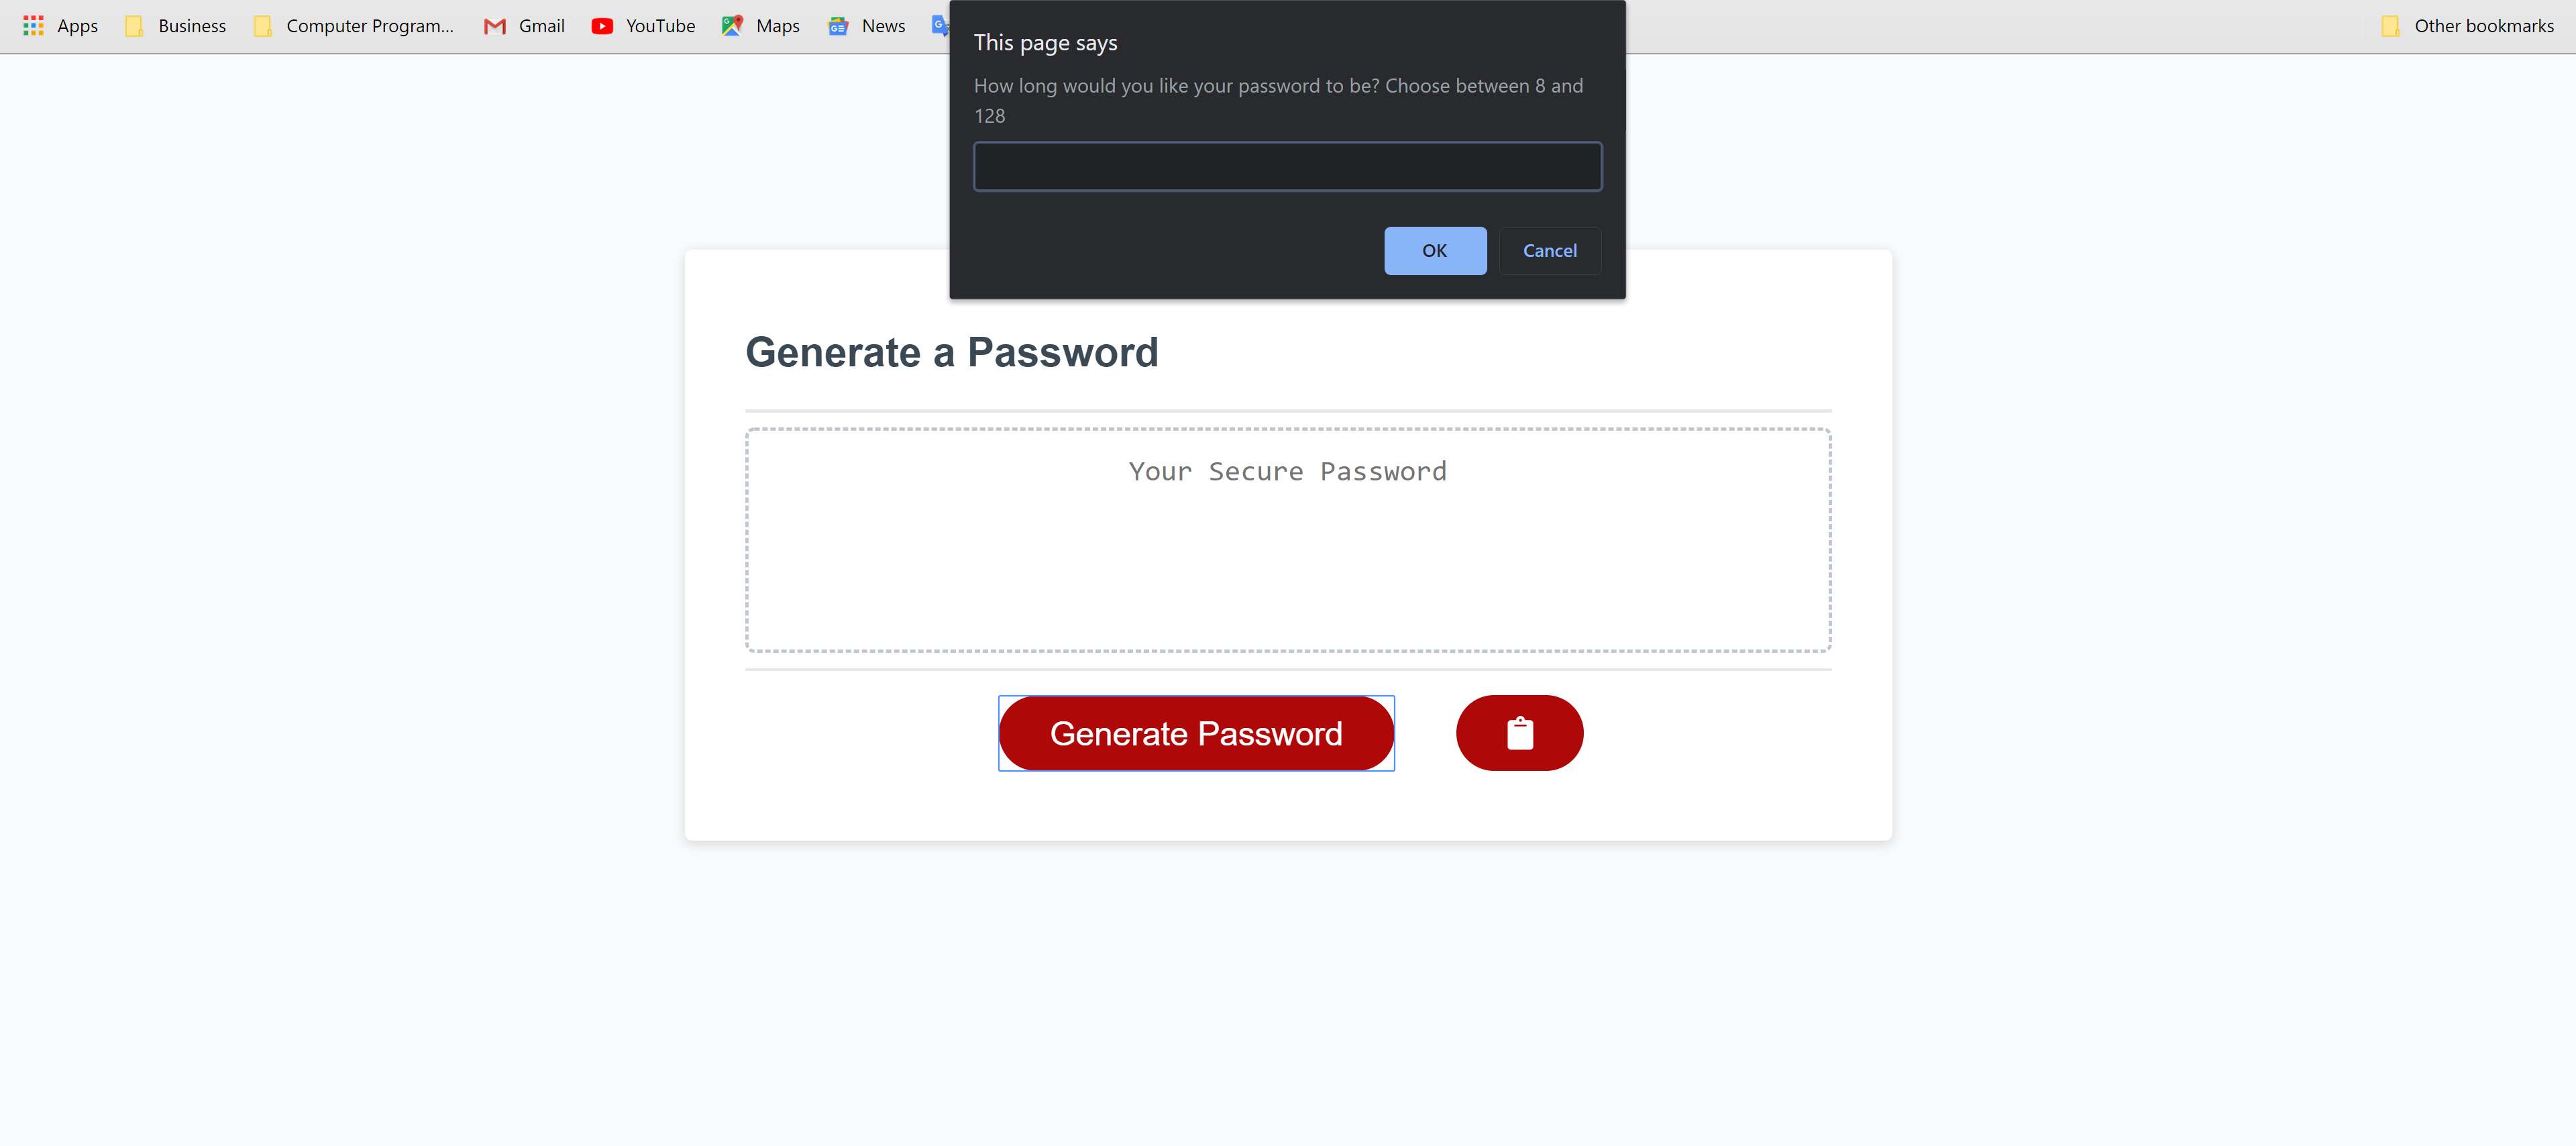 Apps Business Computer Program... Gmail YouTube Maps News Other bookmarks
This page says
How long would you like your password to be? Choose between 8 and
128
OK Cancel
Generate a Password
Your Secure Password
Generate Password